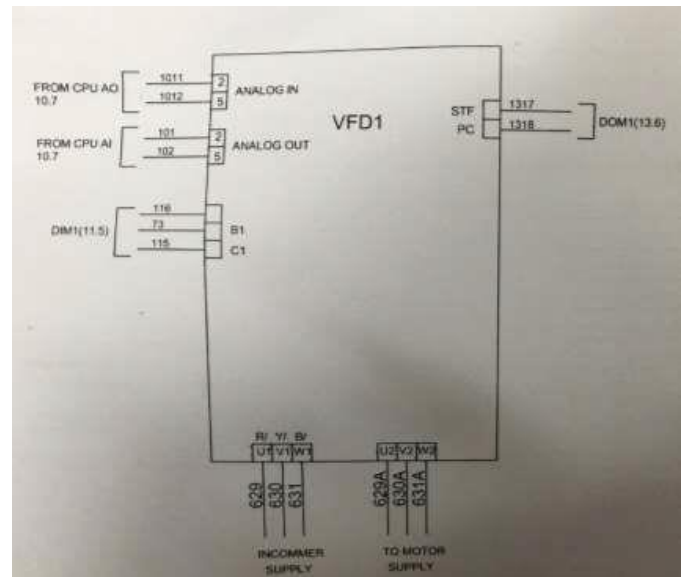 VFD1
FROM CPU AO
10.7
1011
1012
2
5
ANALOG IN
FROM CPU AI
10.7
101
102
2
5
ANALOG OUT
DIM1(11.5)
116
73
115
B1
C1
STF
PC
1317
1318
DOM1(13.6)
R/ Y/ B/
U1 V1 W1
629 630 631
INCOMMER
SUPPLY
U2 V2 W2
629A 630A 631A
TO MOTOR
SUPPLY